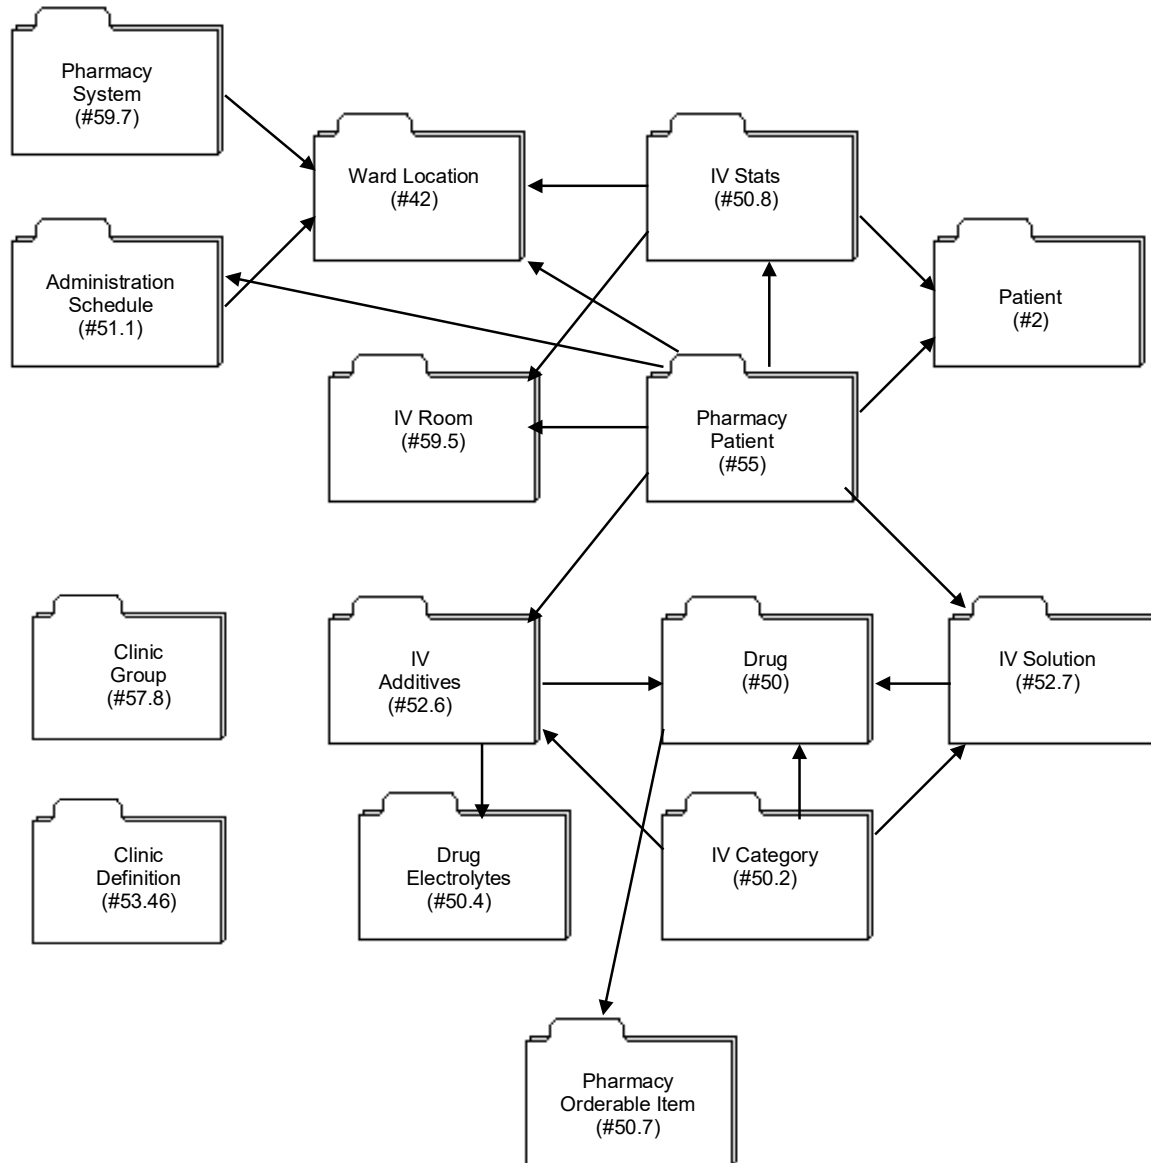 Pharmacy
System
(#59.7)
Ward Location
(#42)
IV Stats
(#50.8)
Administration
Schedule
(#51.1)
Patient
(#2)
IV Room
(#59.5)
Pharmacy
Patient
(#55)
Clinic
Group
(#57.8)
IV
Additives
(#52.6)
Drug
(#50)
IV Solution
(#52.7)
Clinic
Definition
(#53.46)
Drug
Electrolytes
(#50.4)
IV Category
(#50.2)
Pharmacy
Orderable Item
(#50.7)